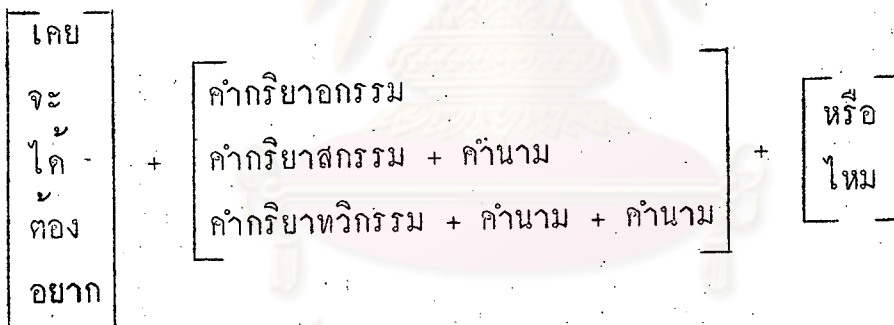 เคย
จะ
ได้
ต้อง
อยาก
+
คำกริยาอกรรม
คำกริยาสกรรม + คำนาม
คำกริยาทวิกรรม + คำนาม + คำนาม
+
หรือ
ไหม